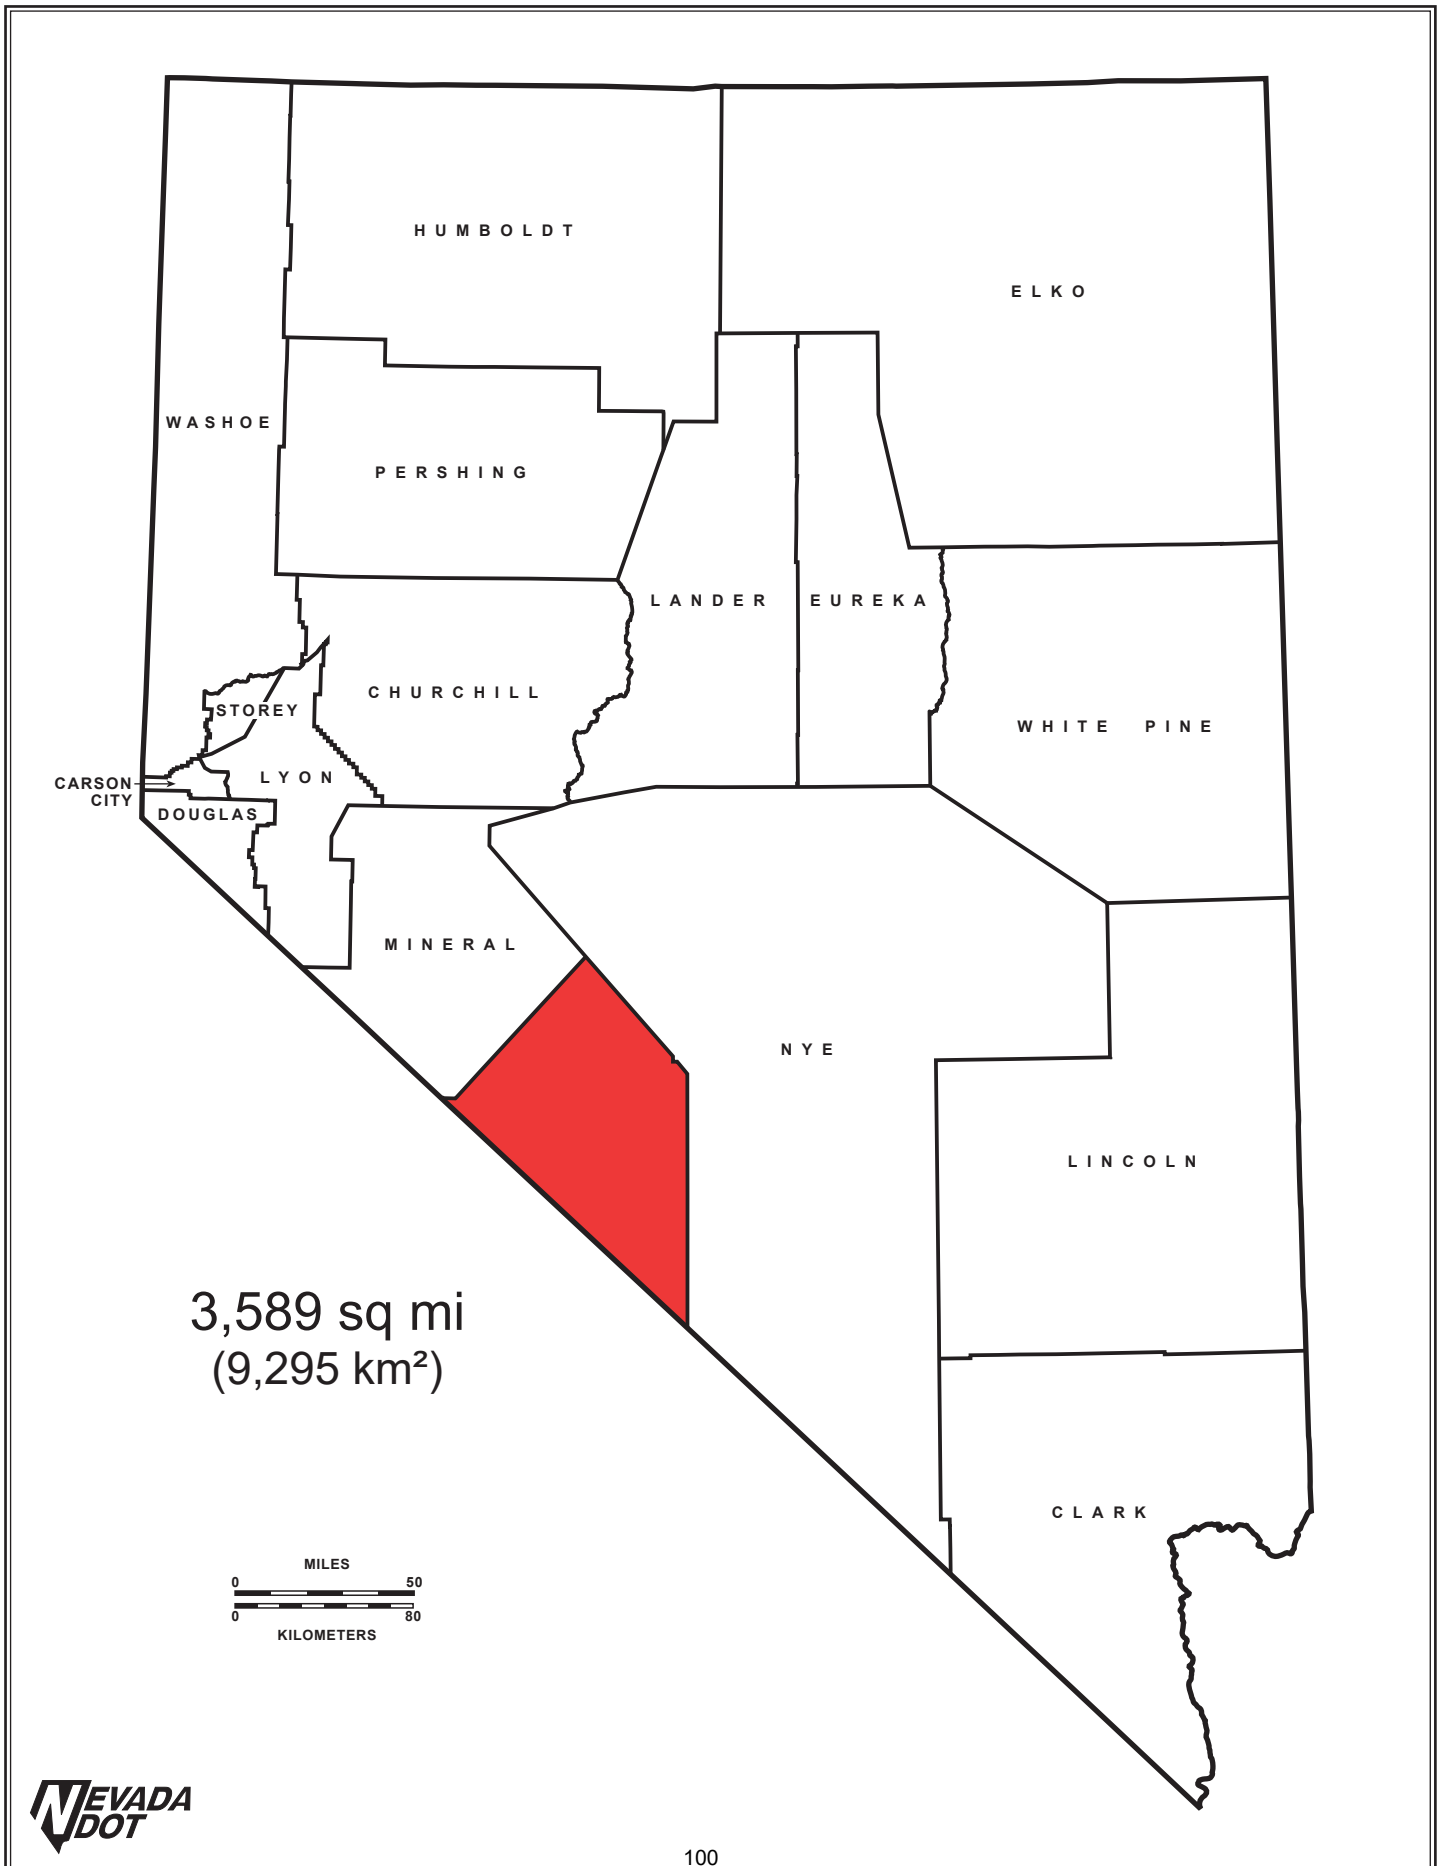 HUMBOLDT
ELKO
WASHOE
PERSHING
LANDER
EUREKA
CHURCHILL
STOREY
WHITE PINE
LYON
CARSON
CITY
DOUGLAS
MINERAL
NYE
LINCOLN
3,589 sq mi
(9,295 km²)
CLARK
MILES
0 50
0 80
KILOMETERS
NEVADA
DOT
100